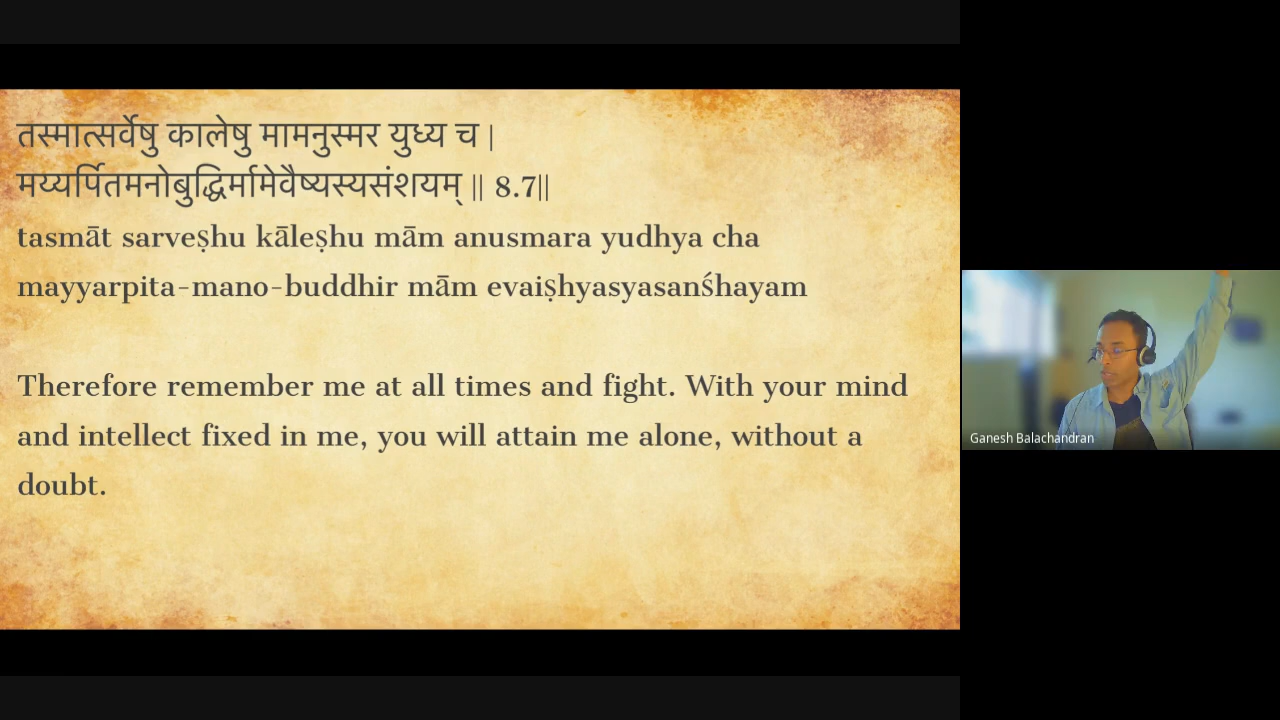 तस्मात्सर्वेषु कालेषु मामनुस्मर युध्य च |
मय्यर्पितमनोबुद्धिर्मामेवैष्यस्यसंशयम् || 8.7||
tasmāt sarveṣhu kāleṣhu mām anusmara yudhya cha
mayyarpita-mano-buddhir mām evaiṣhyasyasanśhayam
Therefore remember me at all times and fight. With your mind
and intellect fixed in me, you will attain me alone, without a
doubt.
Ganesh Balachandran